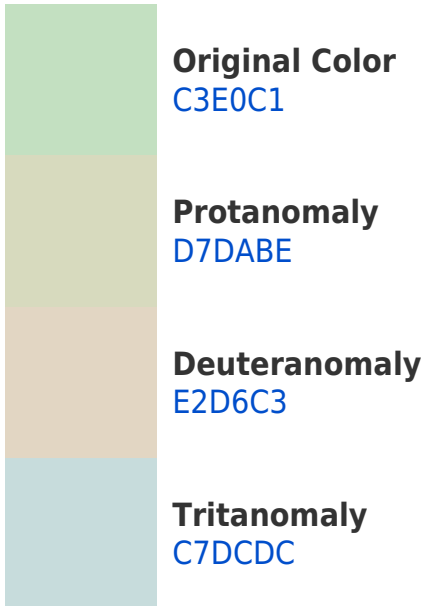 Original Color
C3E0C1
Protanomaly
D7DABE
Deuteranomaly
E2D6C3
Tritanomaly
C7DCDC